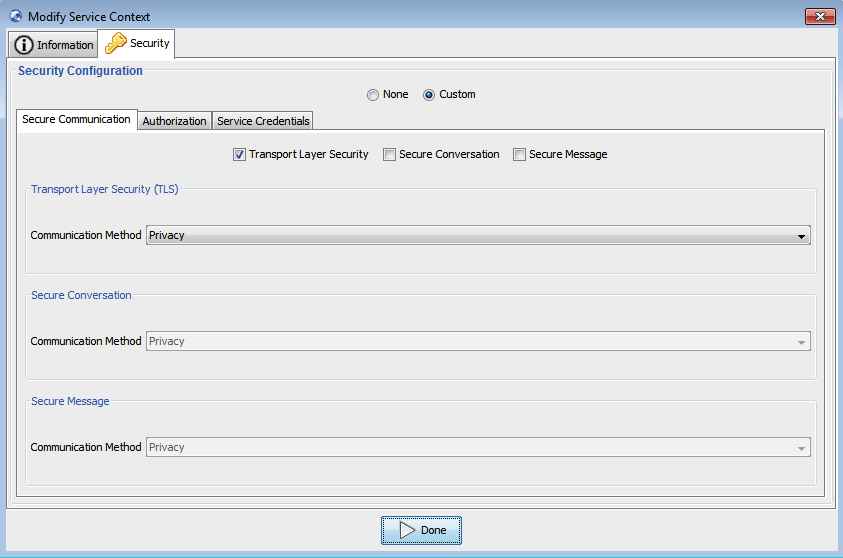 Modify Service Context
Information Security
Security Configuration
None Custom
Secure Communication Authorization Service Credentials
Transport Layer Security Secure Conversation Secure Message
Transport Layer Security (TLS)
Communication Method Privacy
Secure Conversation
Communication Method Privacy
Secure Message
Communication Method Privacy
Done